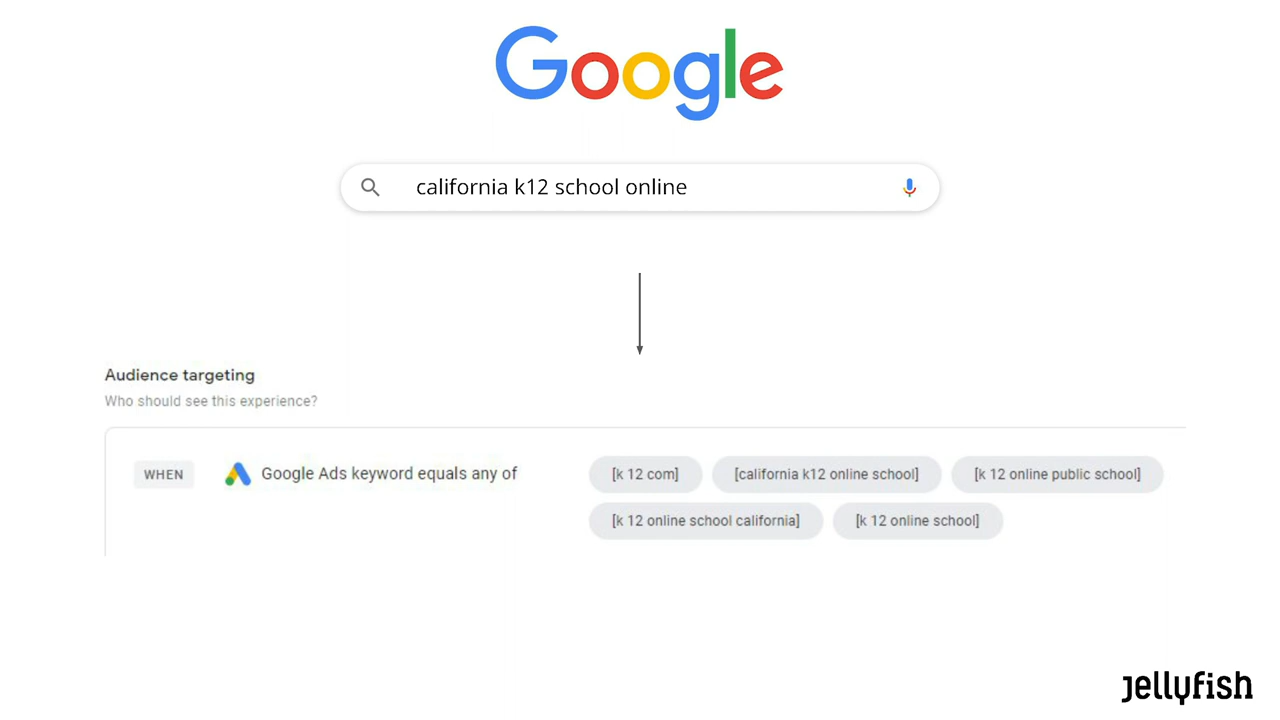 Google
california k12 school online
Audience targeting
Who should see this experience?
WHEN Google Ads keyword equals any of [k 12 com] [california k12 online school] [k 12 online public school]
[k 12 online school california] [k 12 online school]
jellyfish